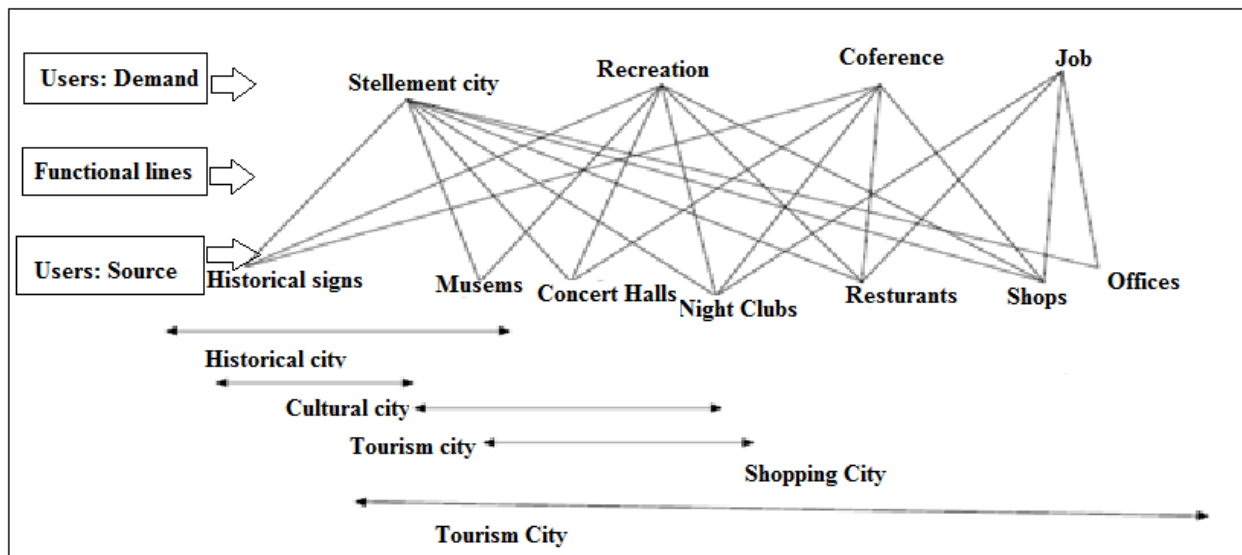 Users: Demand
Stellement city
Recreation
Coference
Job
Functional lines
Users: Source
Historical signs
Musems
Concert Halls
Night Clubs
Resturants
Shops
Offices
Historical city
Cultural city
Tourism city
Shopping City
Tourism City